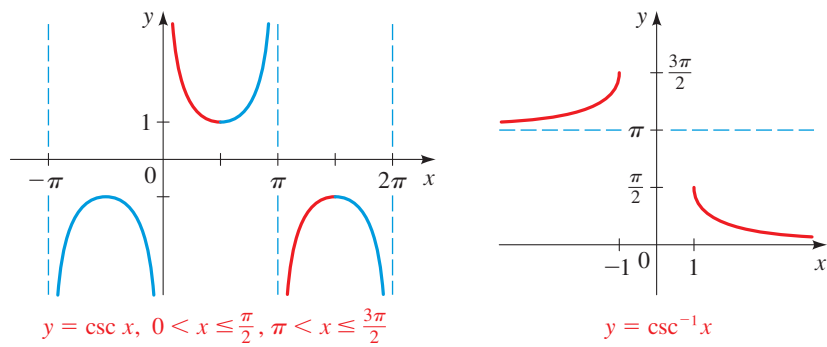 y
1
−π
0
π
2π
x
y = csc x, 0 < x ≤ π/2, π < x ≤ 3π/2
y
3π/2
π
π/2
−1
0
1
x
y = csc⁻¹x